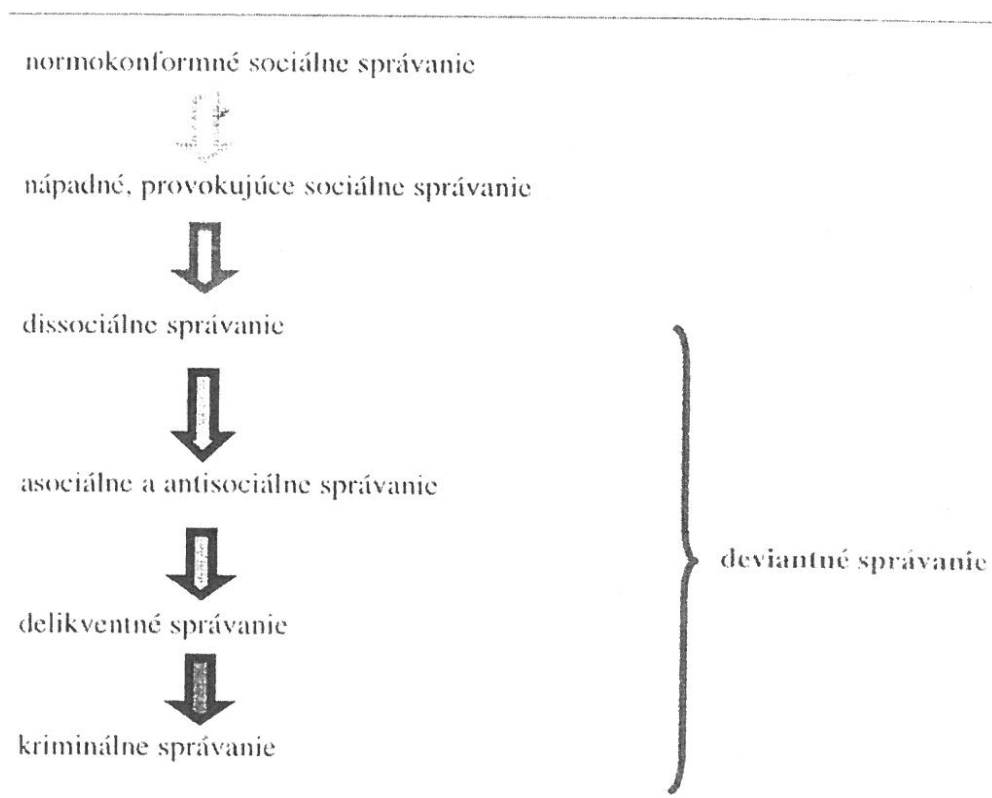 normokonformné sociálne správanie
nápadné, provokujúce sociálne správanie
dissociálne správanie
asociálne a antisociálne správanie
deviantné správanie
delikventné správanie
kriminálne správanie